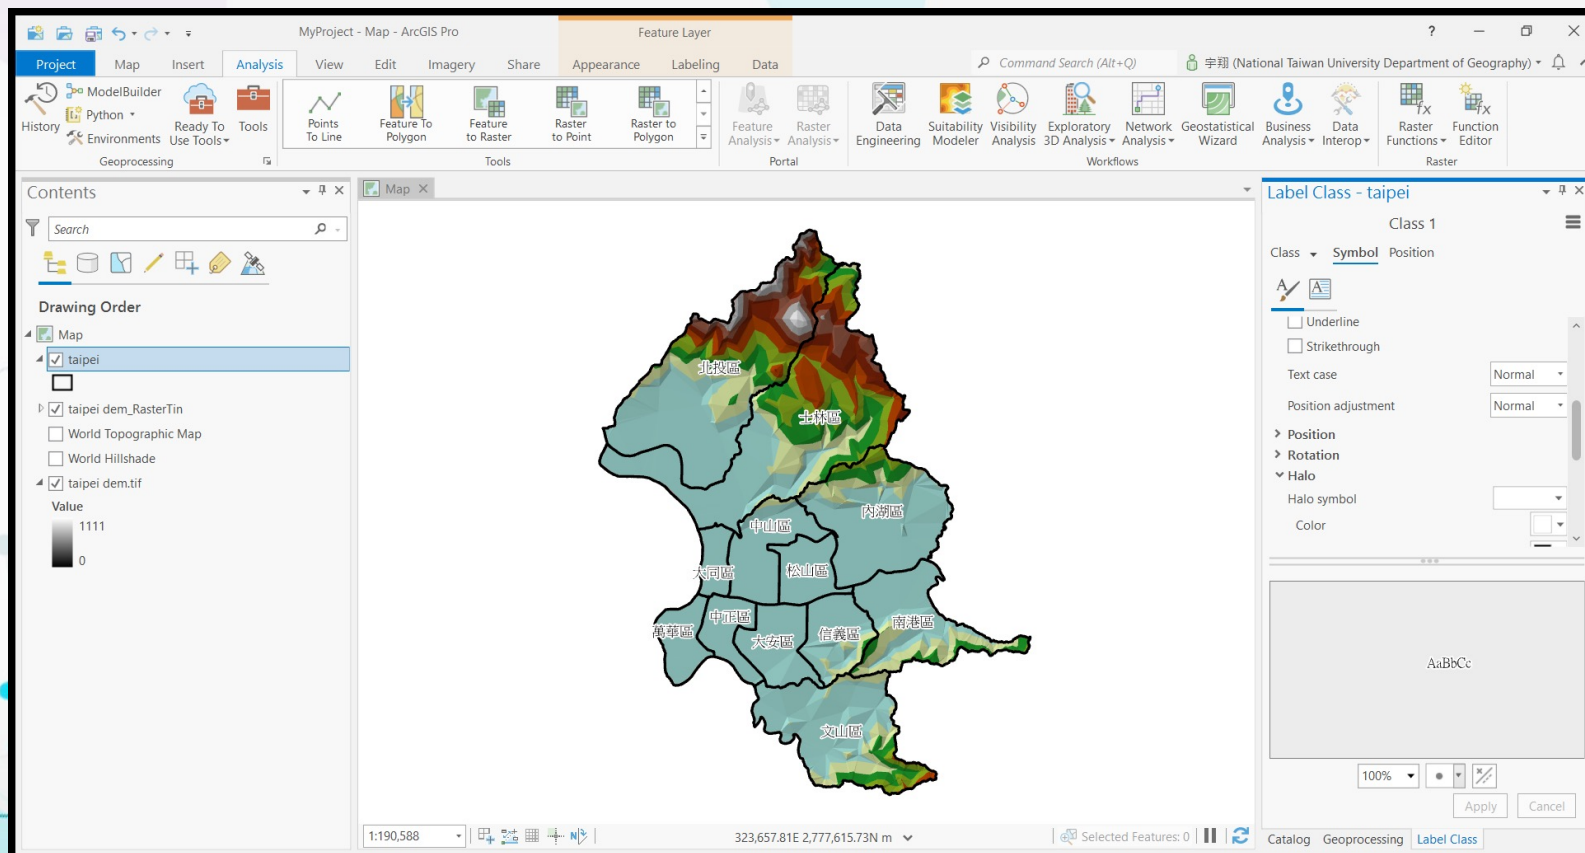 MyProject - Map - ArcGIS Pro
Feature Layer
?
Project
Map
Insert
Analysis
View
Edit
Imagery
Share
Appearance
Labeling
Data
Command Search (Alt+Q)
宇翔 (National Taiwan University Department of Geography)
History
ModelBuilder
Python
Environments
Ready To
Use Tools
Tools
Geoprocessing
Points
To Line
Feature To
Polygon
Feature
to Raster
Raster
to Point
Raster to
Polygon
Tools
Feature
Analysis
Raster
Analysis
Portal
Data
Engineering
Suitability
Modeler
Visibility
Analysis
Exploratory
3D Analysis
Network
Analysis
Geostatistical
Wizard
Business
Analysis
Data
Interop
Workflows
Raster
Functions
Function
Editor
Raster
Contents
Search
Drawing Order
Map
taipei
taipei dem_RasterTin
World Topographic Map
World Hillshade
taipei dem.tif
Value
1111
0
Map
北投區
士林區
內湖區
中山區
大同區
松山區
中正區
萬華區
大安區
信義區
南港區
文山區
1:190,588
323,657.81E 2,777,615.73N m
Selected Features: 0
Label Class - taipei
Class 1
Class
Symbol
Position
Underline
Strikethrough
Text case
Normal
Position adjustment
Normal
Position
Rotation
Halo
Halo symbol
Color
AaBbCc
100%
Apply
Cancel
Catalog
Geoprocessing
Label Class